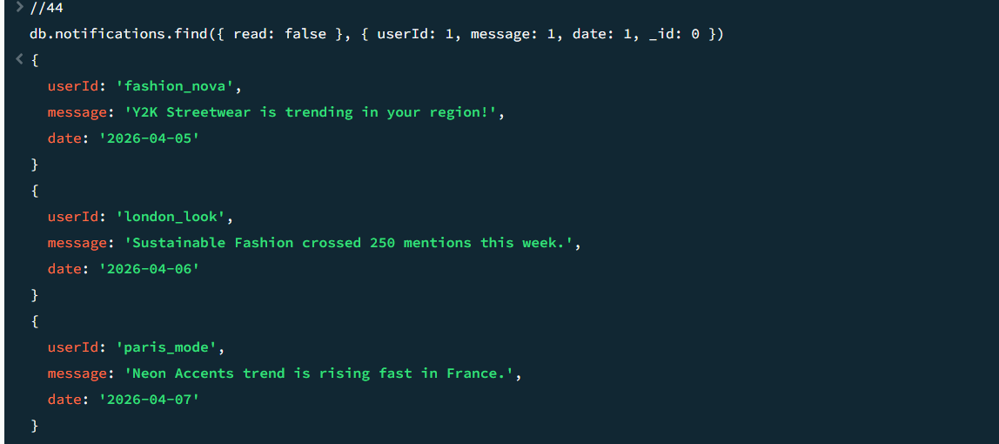 > //44
db.notifications.find({ read: false }, { userId: 1, message: 1, date: 1, _id: 0 })
< {
userId: 'fashion_nova',
message: 'Y2K Streetwear is trending in your region!',
date: '2026-04-05'
}
{
userId: 'london_look',
message: 'Sustainable Fashion crossed 250 mentions this week.',
date: '2026-04-06'
}
{
userId: 'paris_mode',
message: 'Neon Accents trend is rising fast in France.',
date: '2026-04-07'
}